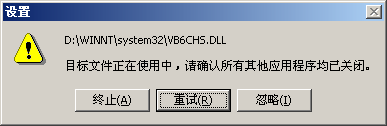 设置
D:\WINNT\system32\VB6CHS.DLL
目标文件正在使用中，请确认所有其他应用程序均已关闭。
终止(A) 重试(R) 忽略(I)